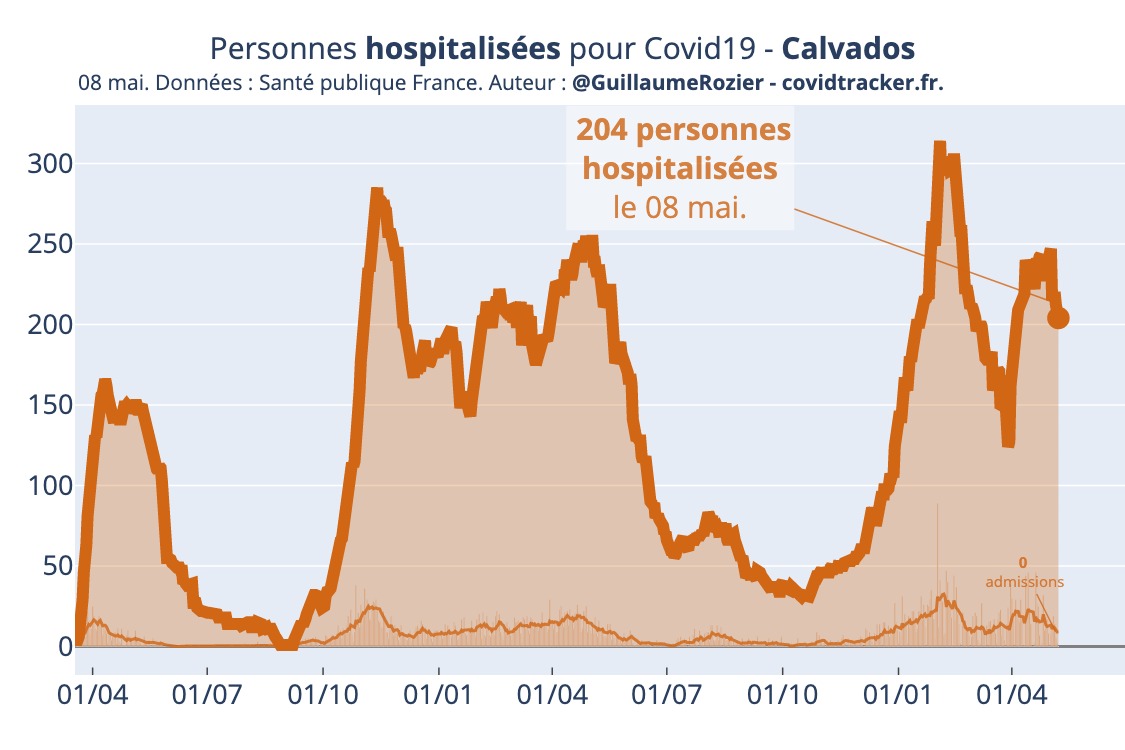 Personnes hospitalisées pour Covid19 - Calvados
08 mai. Données : Santé publique France. Auteur : @GuillaumeRozier - covidtracker.fr.
204 personnes
hospitalisées
le 08 mai.
300
250
200
150
100
50
0
0
admissions
01/04
01/07
01/10
01/01
01/04
01/07
01/10
01/01
01/04